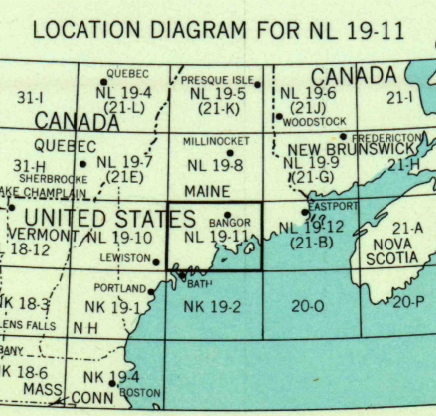 LOCATION DIAGRAM FOR NL 19-11
QUEBEC
PRESQUE ISLE
CANADA
31-I
NL 19-4
(21-L)
NL 19-5
(21-K)
NL 19-6
(21J)
21-I
CANADA
WOODSTOCK
QUEBEC
MILLINOCKET
FREDERICTON
NEW BRUNSWICK
31-H
NL 19-7
(21E)
NL 19-8
NL 19-9
(21-G)
21-H
SHERBROOKE
AKE CHAMPLAIN
MAINE
EASTPORT
UNITED STATES
BANGOR
VERMONT
NL 19-10
NL 19-11
NL 19-12
(21-B)
21-A
18-12
NOVA
SCOTIA
LEWISTON
PORTLAND
BATH
NK 18-3
NK 19-1
NK 19-2
20-O
20-P
LENS FALLS
N H
BANY
NK 18-6
NK 19-4
MASS
BOSTON
CONN